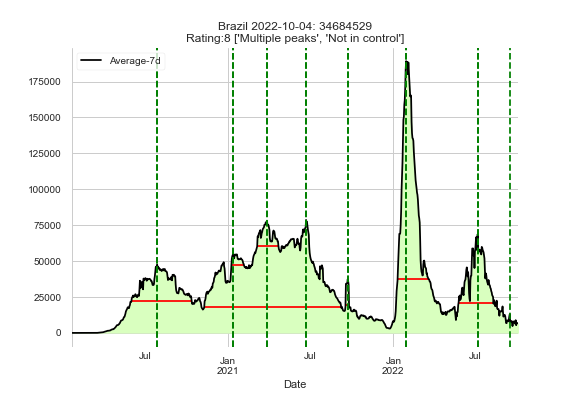 Brazil 2022-10-04: 34684529
Rating:8 ['Multiple peaks', 'Not in control']
Average-7d
175000
150000
125000
100000
75000
50000
25000
0
Jul
Jan
2021
Jul
Jan
2022
Jul
Date